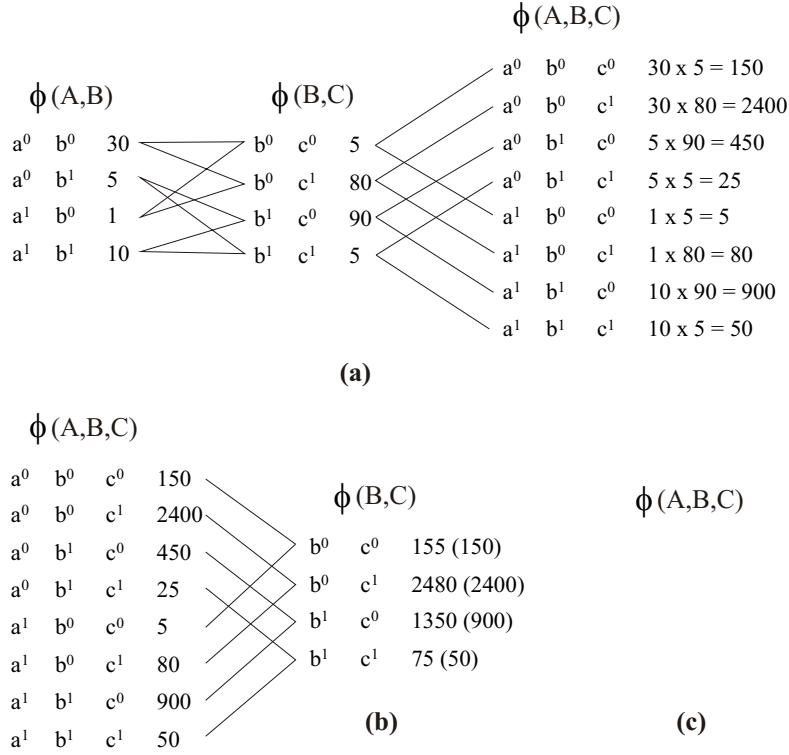 ϕ (A,B)
a⁰ b⁰ 30
a⁰ b¹ 5
a¹ b⁰ 1
a¹ b¹ 10
ϕ (B,C)
b⁰ c⁰ 5
b⁰ c¹ 80
b¹ c⁰ 90
b¹ c¹ 5
ϕ (A,B,C)
a⁰ b⁰ c⁰ 30 x 5 = 150
a⁰ b⁰ c¹ 30 x 80 = 2400
a⁰ b¹ c⁰ 5 x 90 = 450
a⁰ b¹ c¹ 5 x 5 = 25
a¹ b⁰ c⁰ 1 x 5 = 5
a¹ b⁰ c¹ 1 x 80 = 80
a¹ b¹ c⁰ 10 x 90 = 900
a¹ b¹ c¹ 10 x 5 = 50
(a)
ϕ (A,B,C)
a⁰ b⁰ c⁰ 150
a⁰ b⁰ c¹ 2400
a⁰ b¹ c⁰ 450
a⁰ b¹ c¹ 25
a¹ b⁰ c⁰ 5
a¹ b⁰ c¹ 80
a¹ b¹ c⁰ 900
a¹ b¹ c¹ 50
ϕ (B,C)
b⁰ c⁰ 155 (150)
b⁰ c¹ 2480 (2400)
b¹ c⁰ 1350 (900)
b¹ c¹ 75 (50)
(b)
ϕ (A,B,C)
(c)